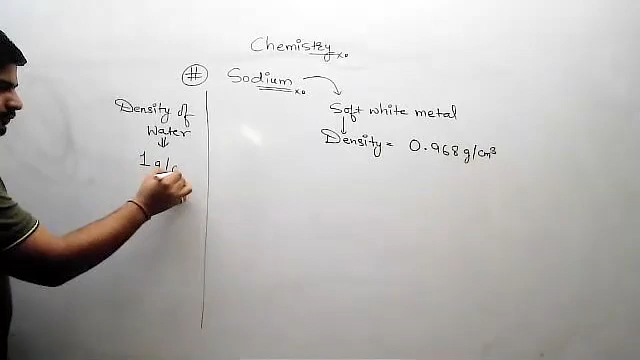 Chemistry
# Sodium
Soft white metal
Density = 0.968 g/cm³
Density of
Water
1 g/c